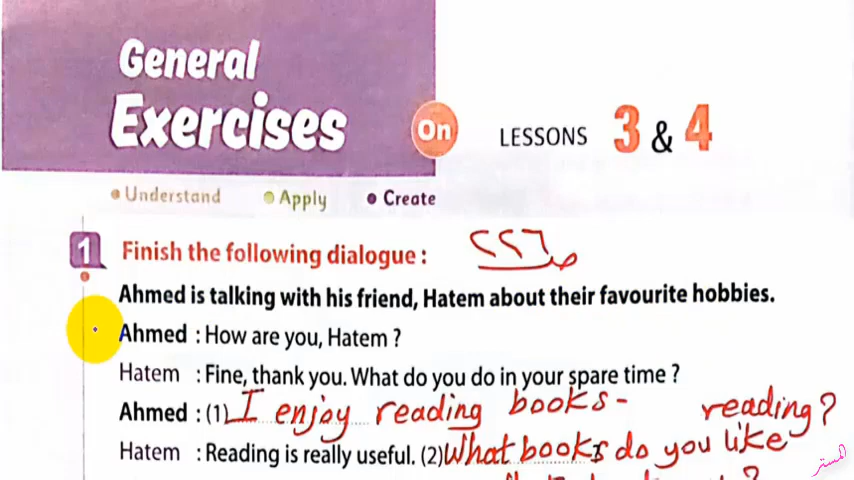 General
Exercises
On
LESSONS 3 & 4
Understand Apply Create
1 Finish the following dialogue : ص ٢٢٦
Ahmed is talking with his friend, Hatem about their favourite hobbies.
Ahmed : How are you, Hatem ?
Hatem : Fine, thank you. What do you do in your spare time ?
Ahmed : (1) I enjoy reading books-
reading?
Hatem : Reading is really useful. (2) What books do you like